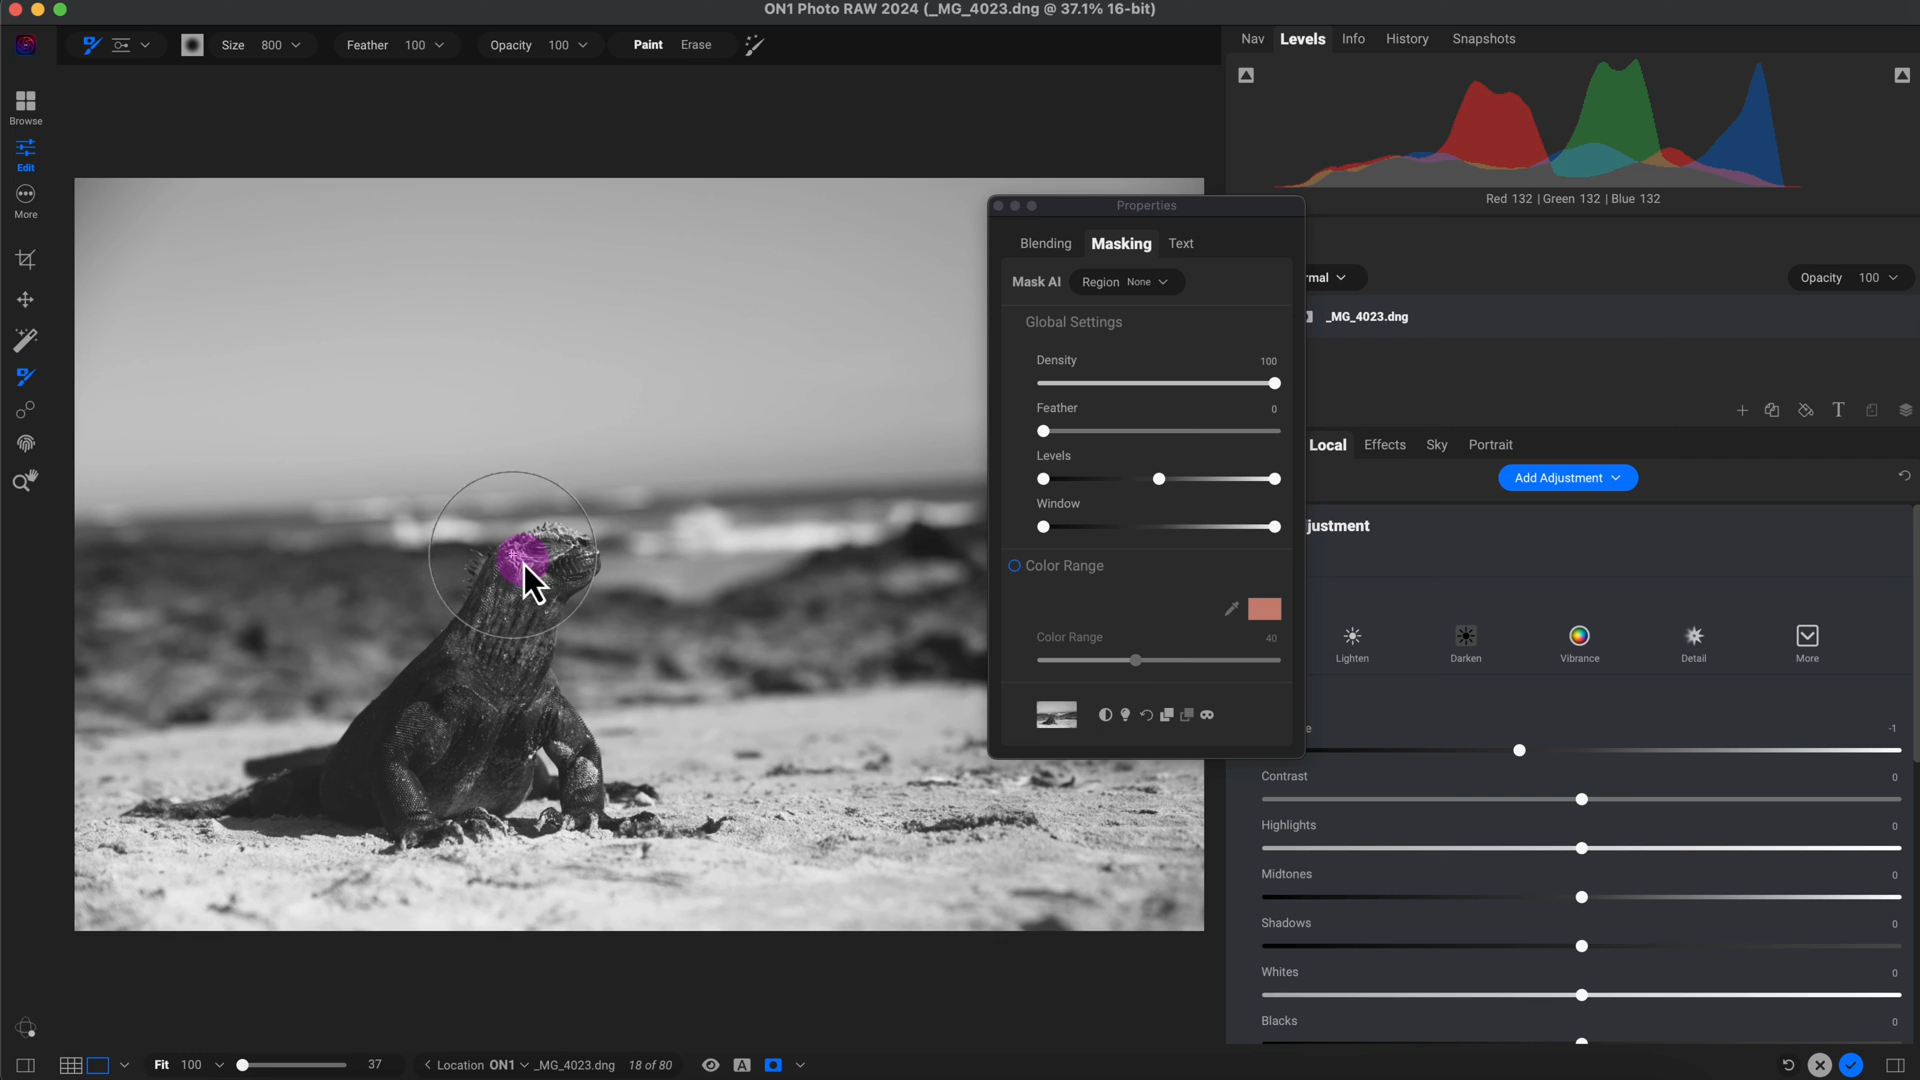 ON1 Photo RAW 2024 (_MG_4023.dng @ 37.1% 16-bit)
Size 800 Feather 100 Opacity 100 Paint Erase
Nav Levels Info History Snapshots
Browse
Edit
More
Red 132 | Green 132 | Blue 132
Properties
Blending Masking Text
Mask AI Region None
rmal
Opacity 100
Global Settings
_MG_4023.dng
Density 100
Feather 0
Levels
T
Local Effects Sky Portrait
Add Adjustment
Window
justment
Color Range
Color Range 40
Lighten Darken Vibrance Detail More
e -1
Contrast 0
Highlights 0
Midtones 0
Shadows 0
Whites 0
Blacks 0
Fit 100 37 Location ON1 _MG_4023.dng 18 of 80 A